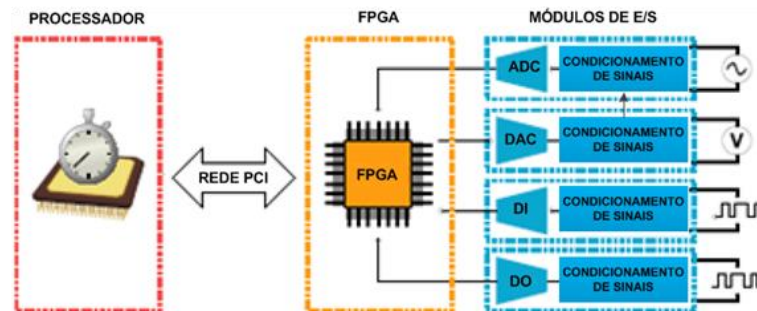 PROCESSADOR
FPGA
MÓDULOS DE E/S
REDE PCI
FPGA
ADC
CONDICIONAMENTO
DE SINAIS
DAC
CONDICIONAMENTO
DE SINAIS
V
DI
CONDICIONAMENTO
DE SINAIS
DO
CONDICIONAMENTO
DE SINAIS